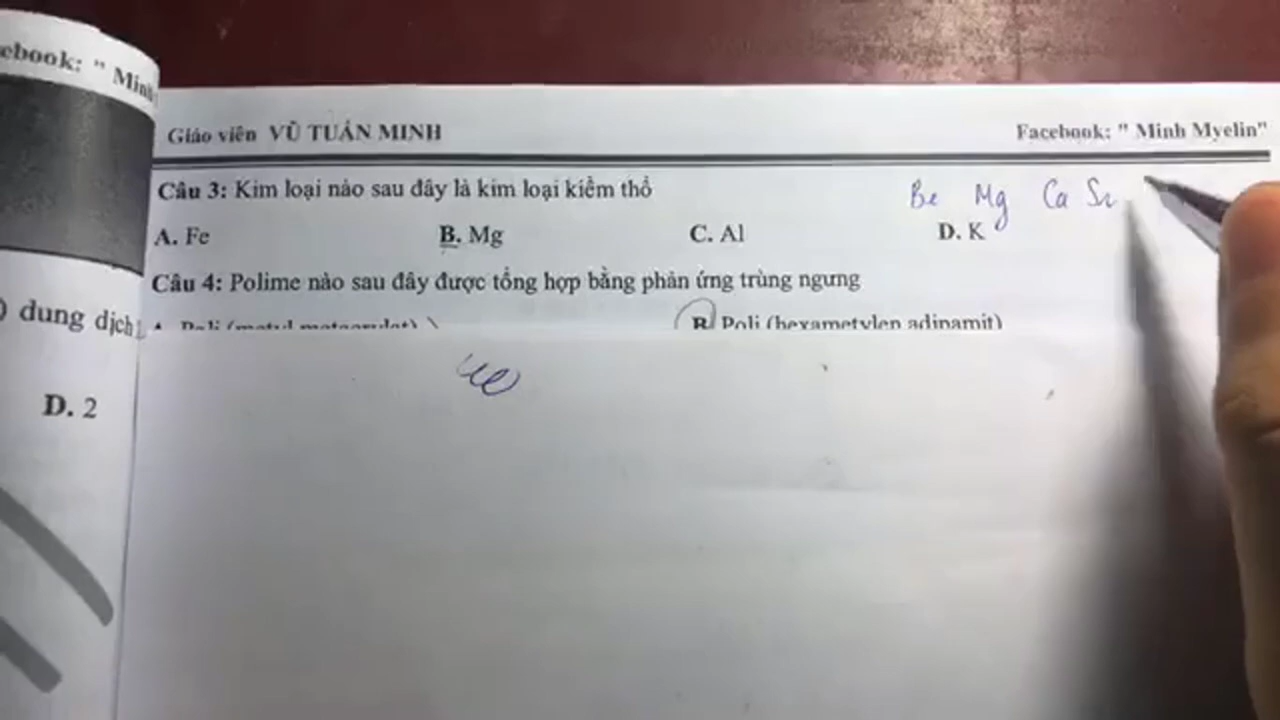 ebook: " Minh
Giáo viên VŨ TUẤN MINH Facebook: " Minh Myelin"
Câu 3: Kim loại nào sau đây là kim loại kiềm thổ
Be Mg Ca Sr
A. Fe B. Mg C. Al D. K
Câu 4: Polime nào sau đây được tổng hợp bằng phản ứng trùng ngưng
) dung dịch
B. Poli (hexametylen adipamit)
D. 2